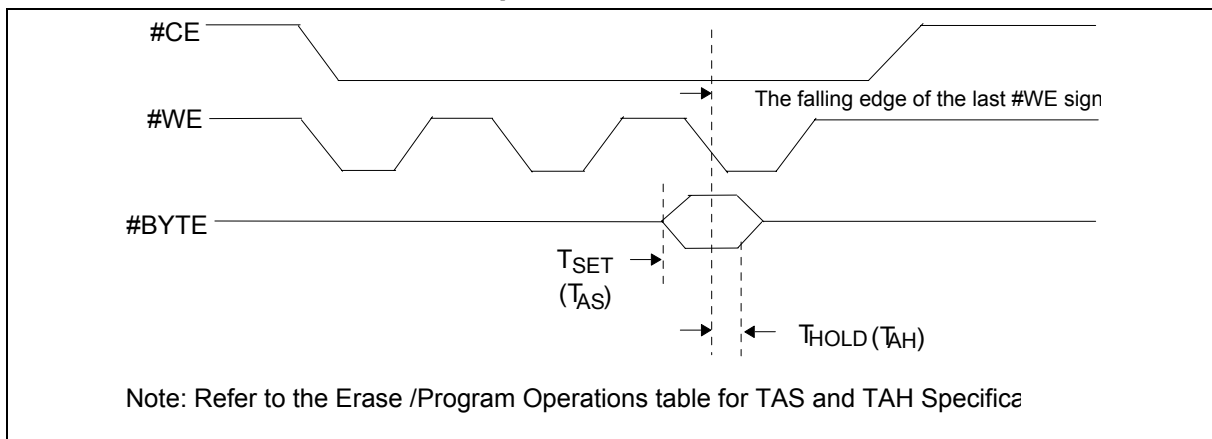 #CE
The falling edge of the last #WE sign
#WE
#BYTE
TSET
(TAS)
THOLD (TAH)
Note: Refer to the Erase /Program Operations table for TAS and TAH Specifica